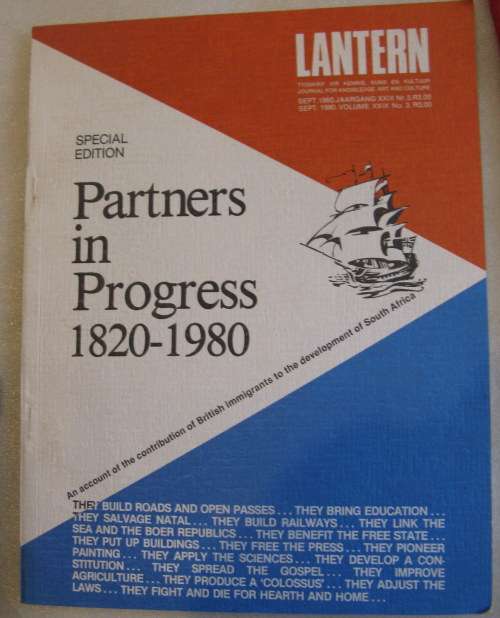 LANTERN
TYDSKRIF VIR KENNIS, KUNS EN KULTUUR
JOURNAL FOR KNOWLEDGE ART AND CULTURE
SEPT. 1980. JAARGANG XXIX Nr. 3, R3,00
SEPT. 1980. VOLUME XXIX No. 3, R3,00
SPECIAL
EDITION
Partners
in
Progress
1820-1980
An account of the contribution of British immigrants to the development of South Africa
THEY BUILD ROADS AND OPEN PASSES . . . THEY BRING EDUCATION . . .
THEY SALVAGE NATAL . . . THEY BUILD RAILWAYS . . . THEY LINK THE
SEA AND THE BOER REPUBLICS . . . THEY BENEFIT THE FREE STATE . . .
THEY PUT UP BUILDINGS . . . THEY FREE THE PRESS . . . THEY PIONEER
PAINTING . . . THEY APPLY THE SCIENCES . . . THEY DEVELOP A CON-
STITUTION . . . THEY SPREAD THE GOSPEL . . . THEY IMPROVE
AGRICULTURE . . . THEY PRODUCE A 'COLOSSUS' . . . THEY ADJUST THE
LAWS . . . THEY FIGHT AND DIE FOR HEARTH AND HOME . . .